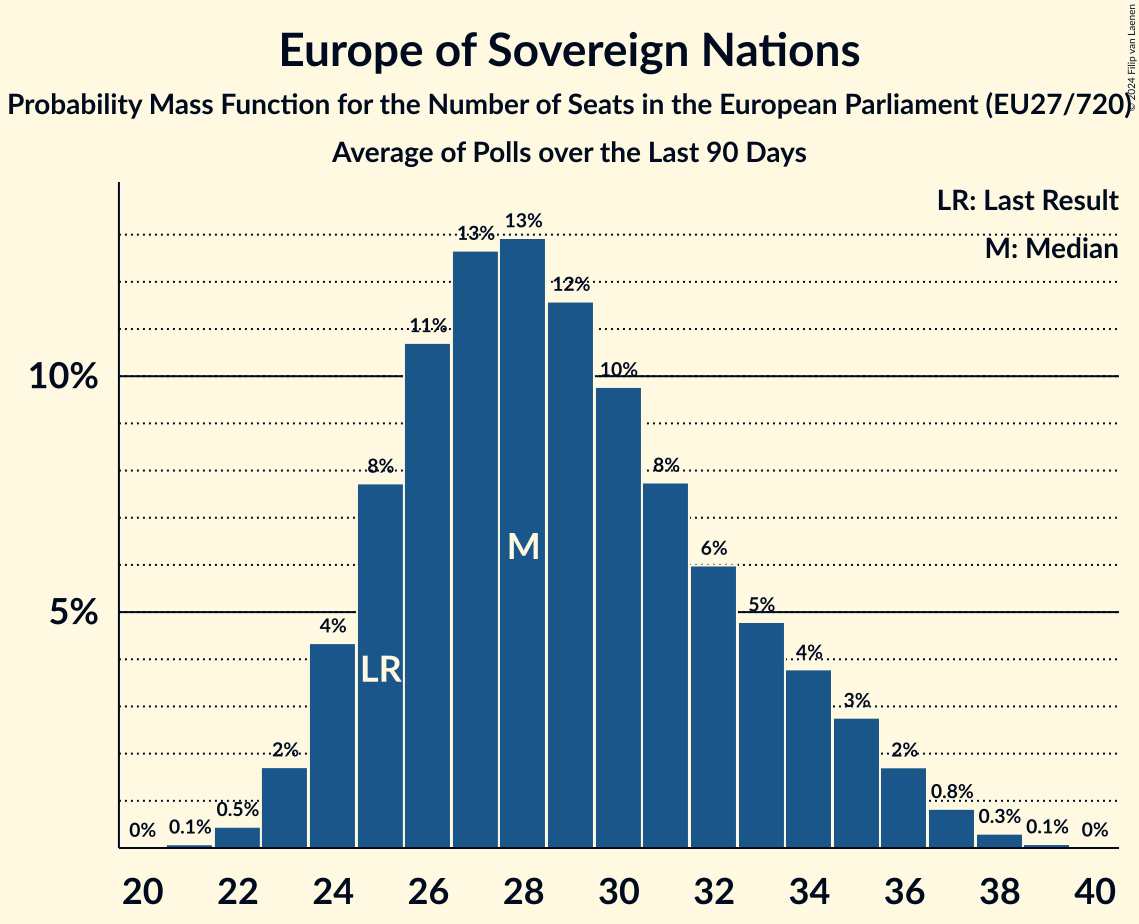 Europe of Sovereign Nations
Probability Mass Function for the Number of Seats in the European Parliament (EU27/720)
Average of Polls over the Last 90 Days
© 2024 Filip van Laenen
LR: Last Result
M: Median
10%
5%
0%
0.1%
0.5%
2%
4%
8%
11%
13%
13%
12%
10%
8%
6%
5%
4%
3%
2%
0.8%
0.3%
0.1%
0%
LR
M
20 22 24 26 28 30 32 34 36 38 40